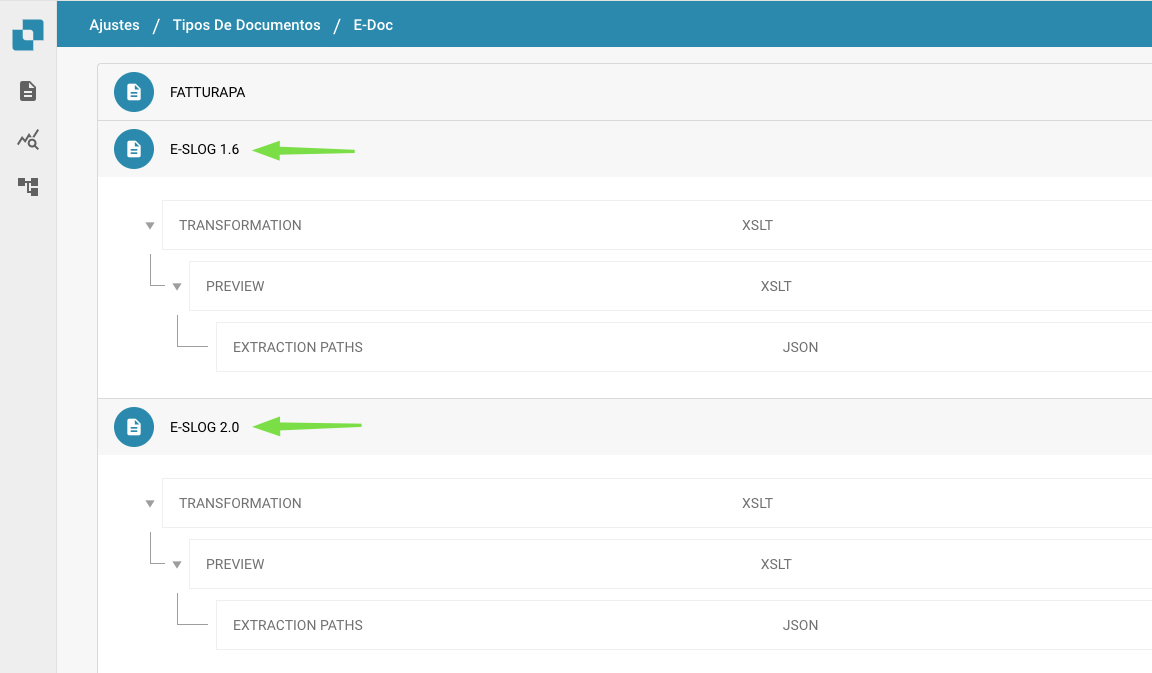 Ajustes / Tipos De Documentos / E-Doc
FATTURAPA
E-SLOG 1.6
TRANSFORMATION XSLT
PREVIEW XSLT
EXTRACTION PATHS JSON
E-SLOG 2.0
TRANSFORMATION XSLT
PREVIEW XSLT
EXTRACTION PATHS JSON